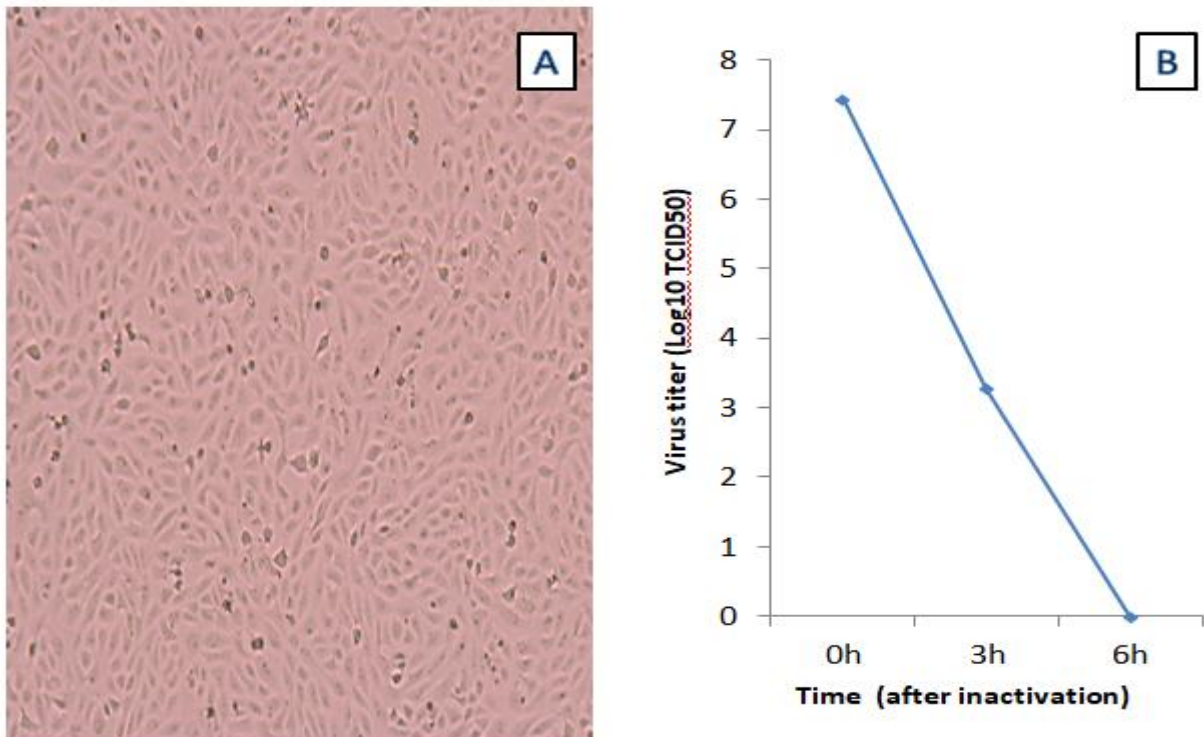 A
B
8
7
6
5
4
3
2
1
0
Virus titer (Log10 TCID50)
0h 3h 6h
Time (after inactivation)